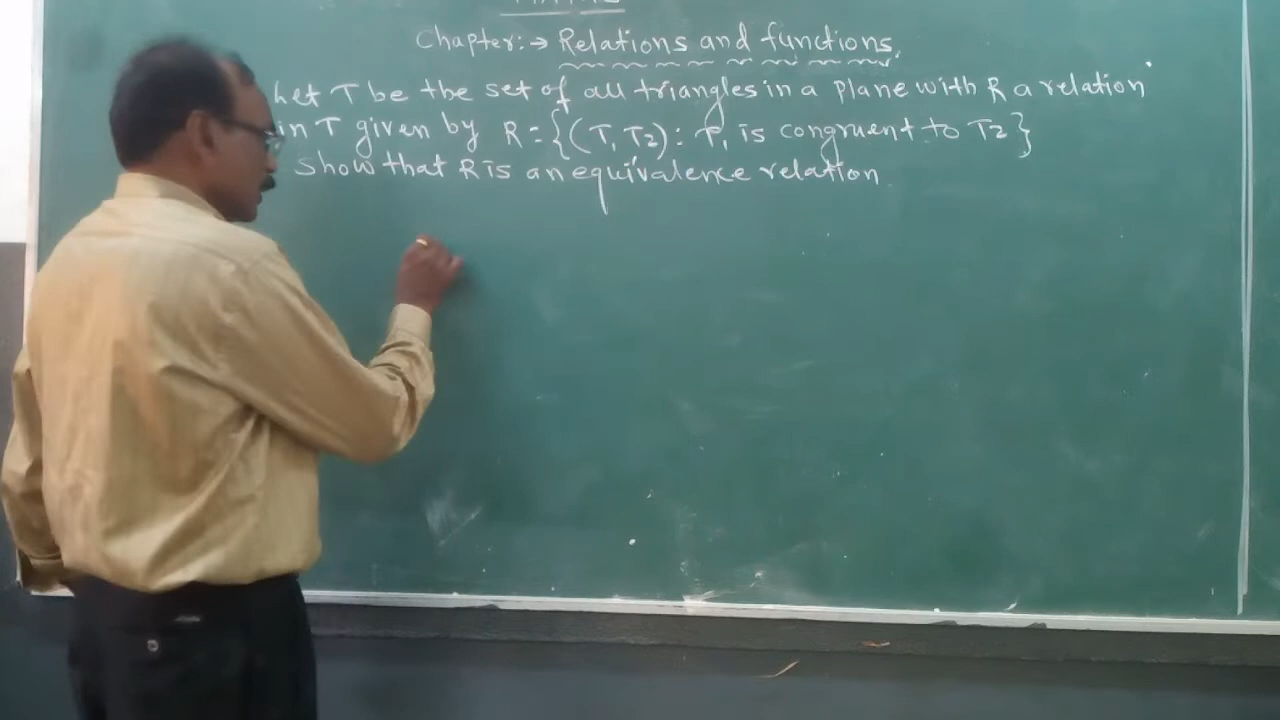 Chapter:→ Relations and functions.
Let T be the set of all triangles in a plane with R a relation
in T given by R = {(T, T2): T1 is congruent to T2}
Show that R is an equivalence relation